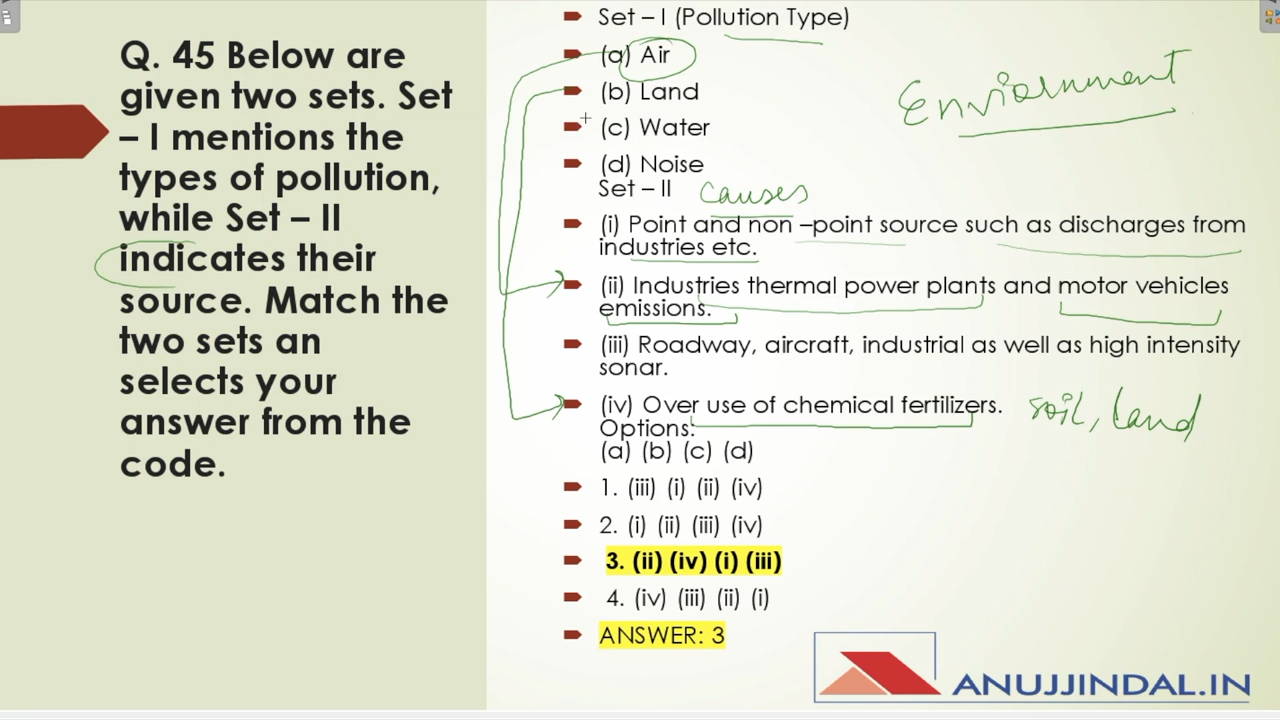 Q. 45 Below are
given two sets. Set
– I mentions the
types of pollution,
while Set – II
indicates their
source. Match the
two sets an
selects your
answer from the
code.
Set – I (Pollution Type)
(a) Air
(b) Land
(c) Water
(d) Noise
Set – II causes
(i) Point and non –point source such as discharges from
industries etc.
(ii) Industries thermal power plants and motor vehicles
emissions.
(iii) Roadway, aircraft, industrial as well as high intensity
sonar.
(iv) Over use of chemical fertilizers. soil, Land
Options:
(a) (b) (c) (d)
1. (iii) (i) (ii) (iv)
2. (i) (ii) (iii) (iv)
3. (ii) (iv) (i) (iii)
4. (iv) (iii) (ii) (i)
ANSWER: 3
Enviornment
ANUJJINDAL.IN